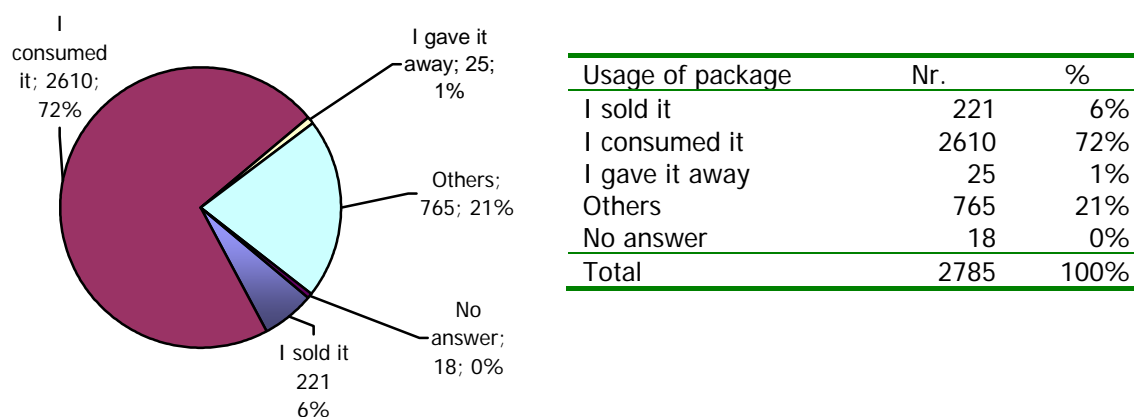 I
consumed
it; 2610;
72%
I gave it
away; 25;
1%
Others;
765; 21%
No
answer;
18; 0%
I sold it
221
6%
Usage of package Nr. %
I sold it 221 6%
I consumed it 2610 72%
I gave it away 25 1%
Others 765 21%
No answer 18 0%
Total 2785 100%